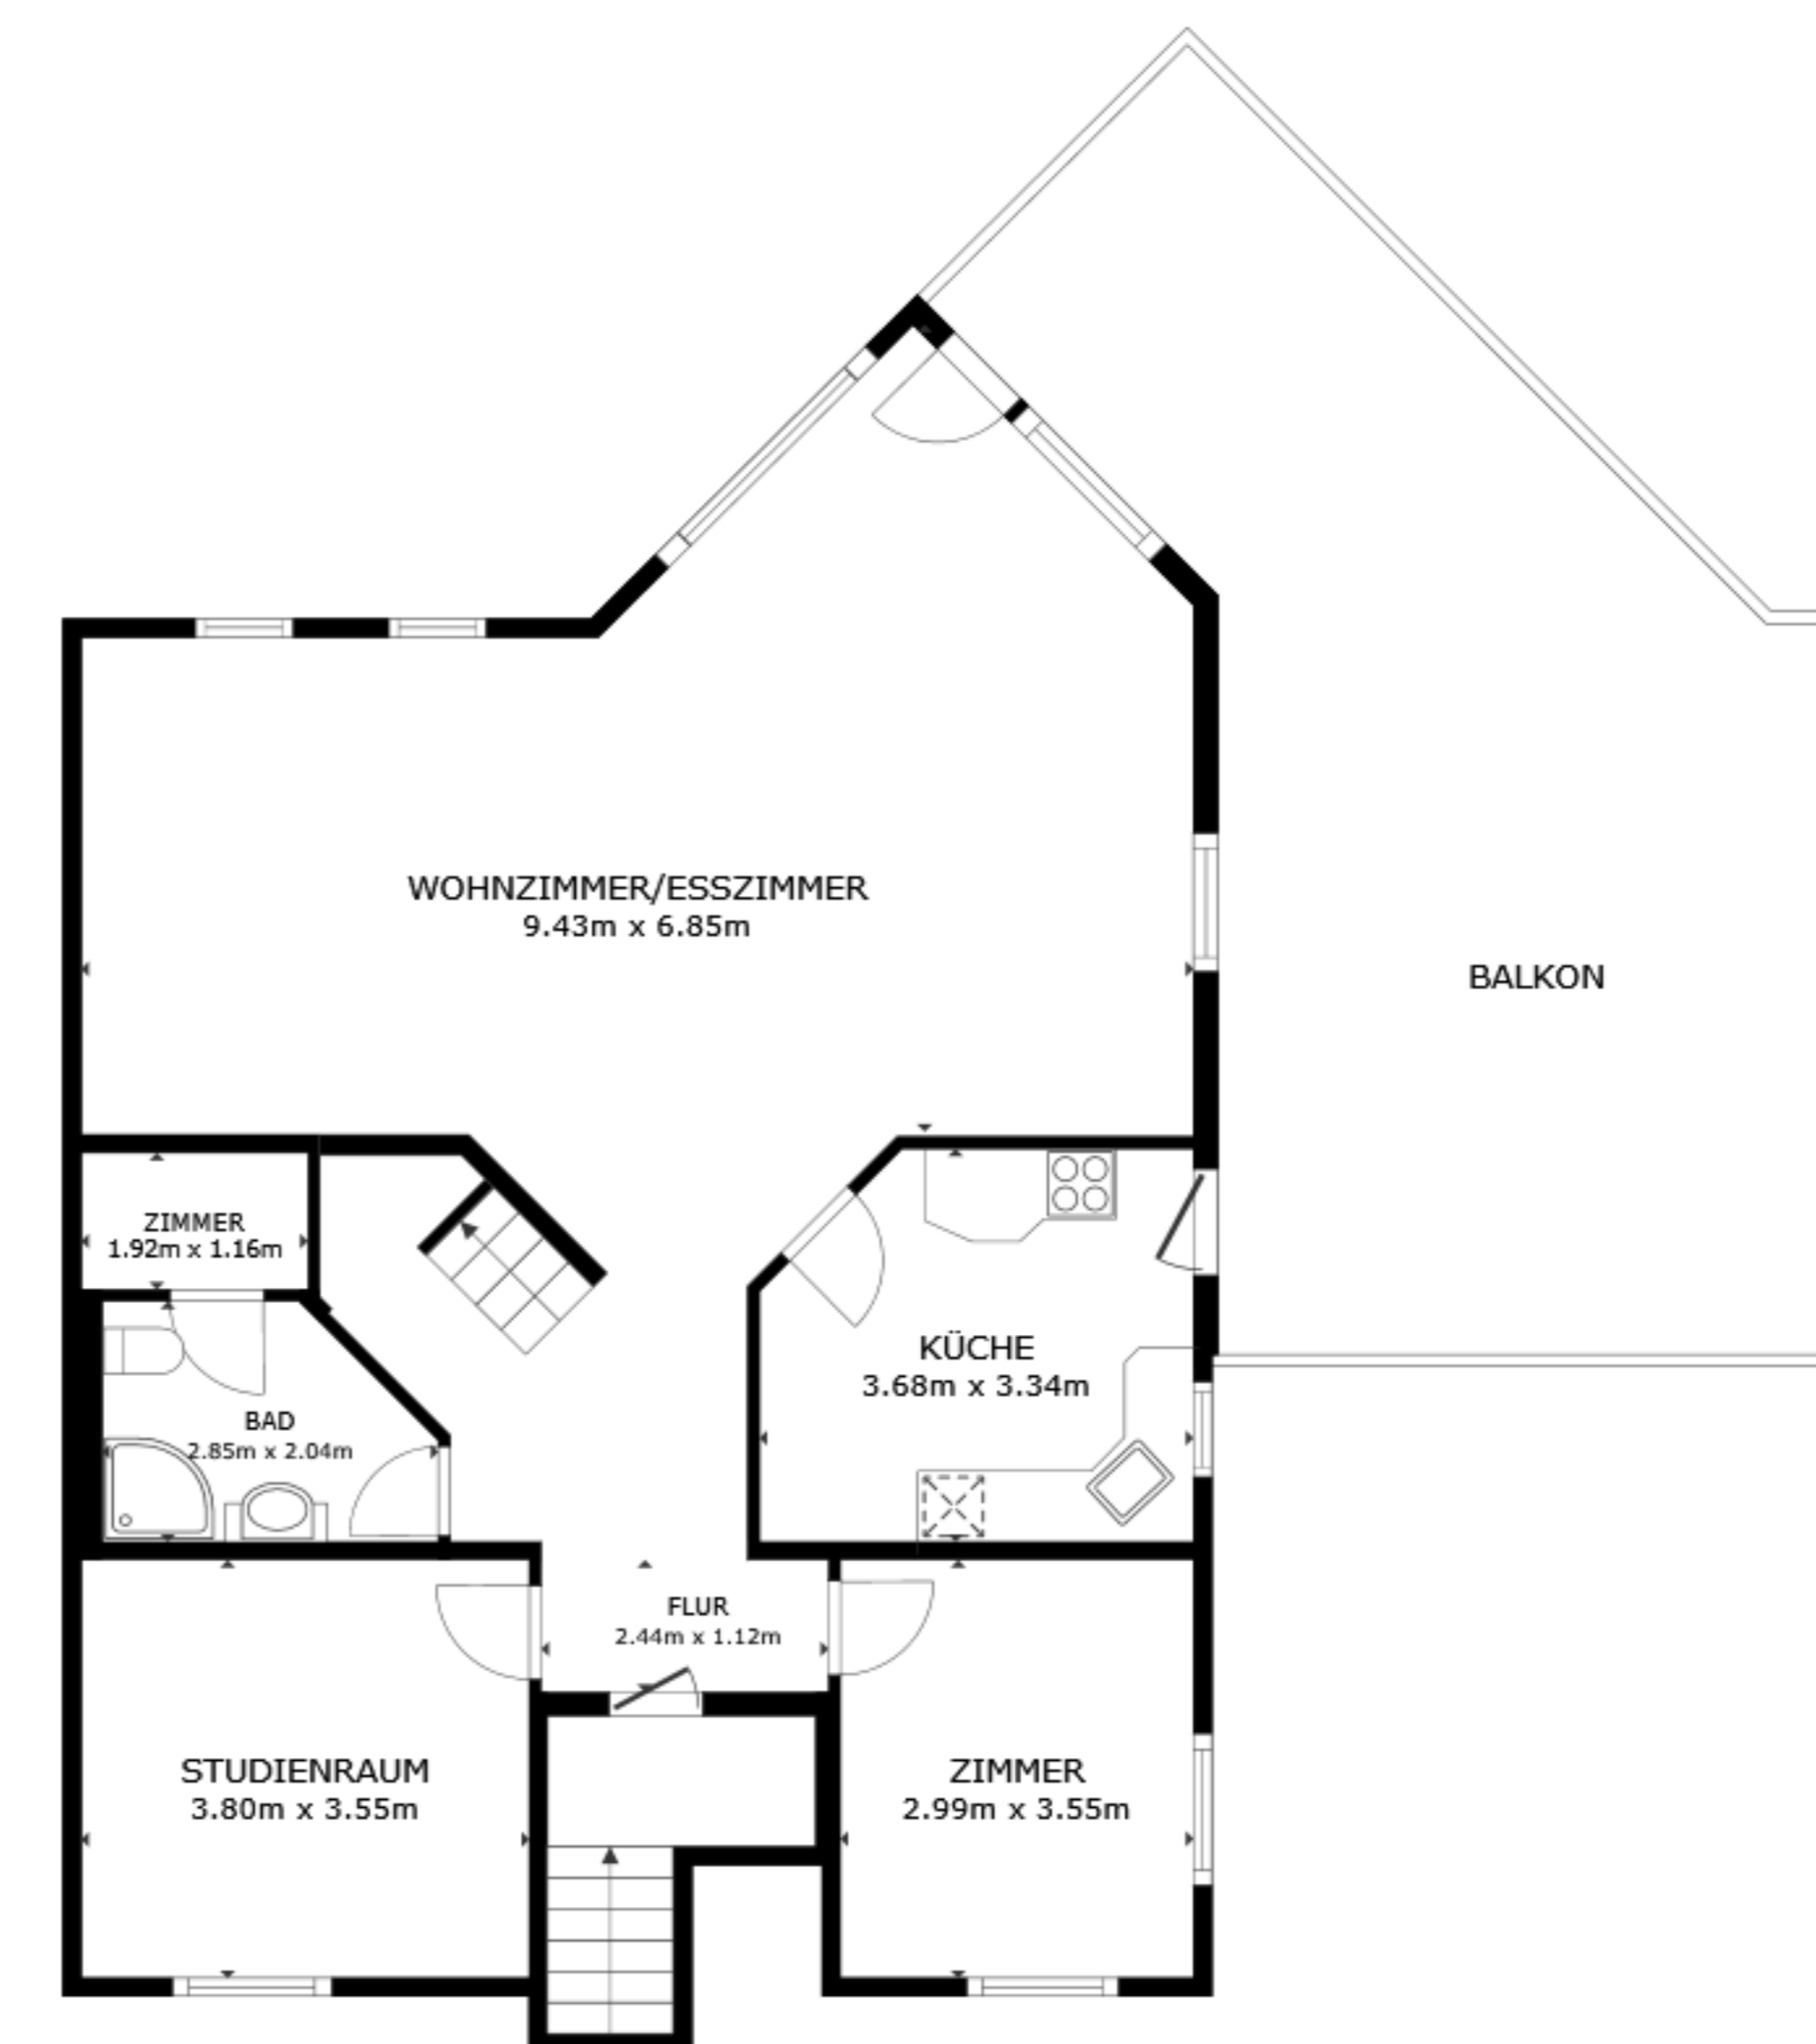 WOHNZIMMER/ESSZIMMER
9.43m x 6.85m
BALKON
ZIMMER
1.92m x 1.16m
KÜCHE
3.68m x 3.34m
BAD
2.85m x 2.04m
FLUR
2.44m x 1.12m
STUDIENRAUM
3.80m x 3.55m
ZIMMER
2.99m x 3.55m